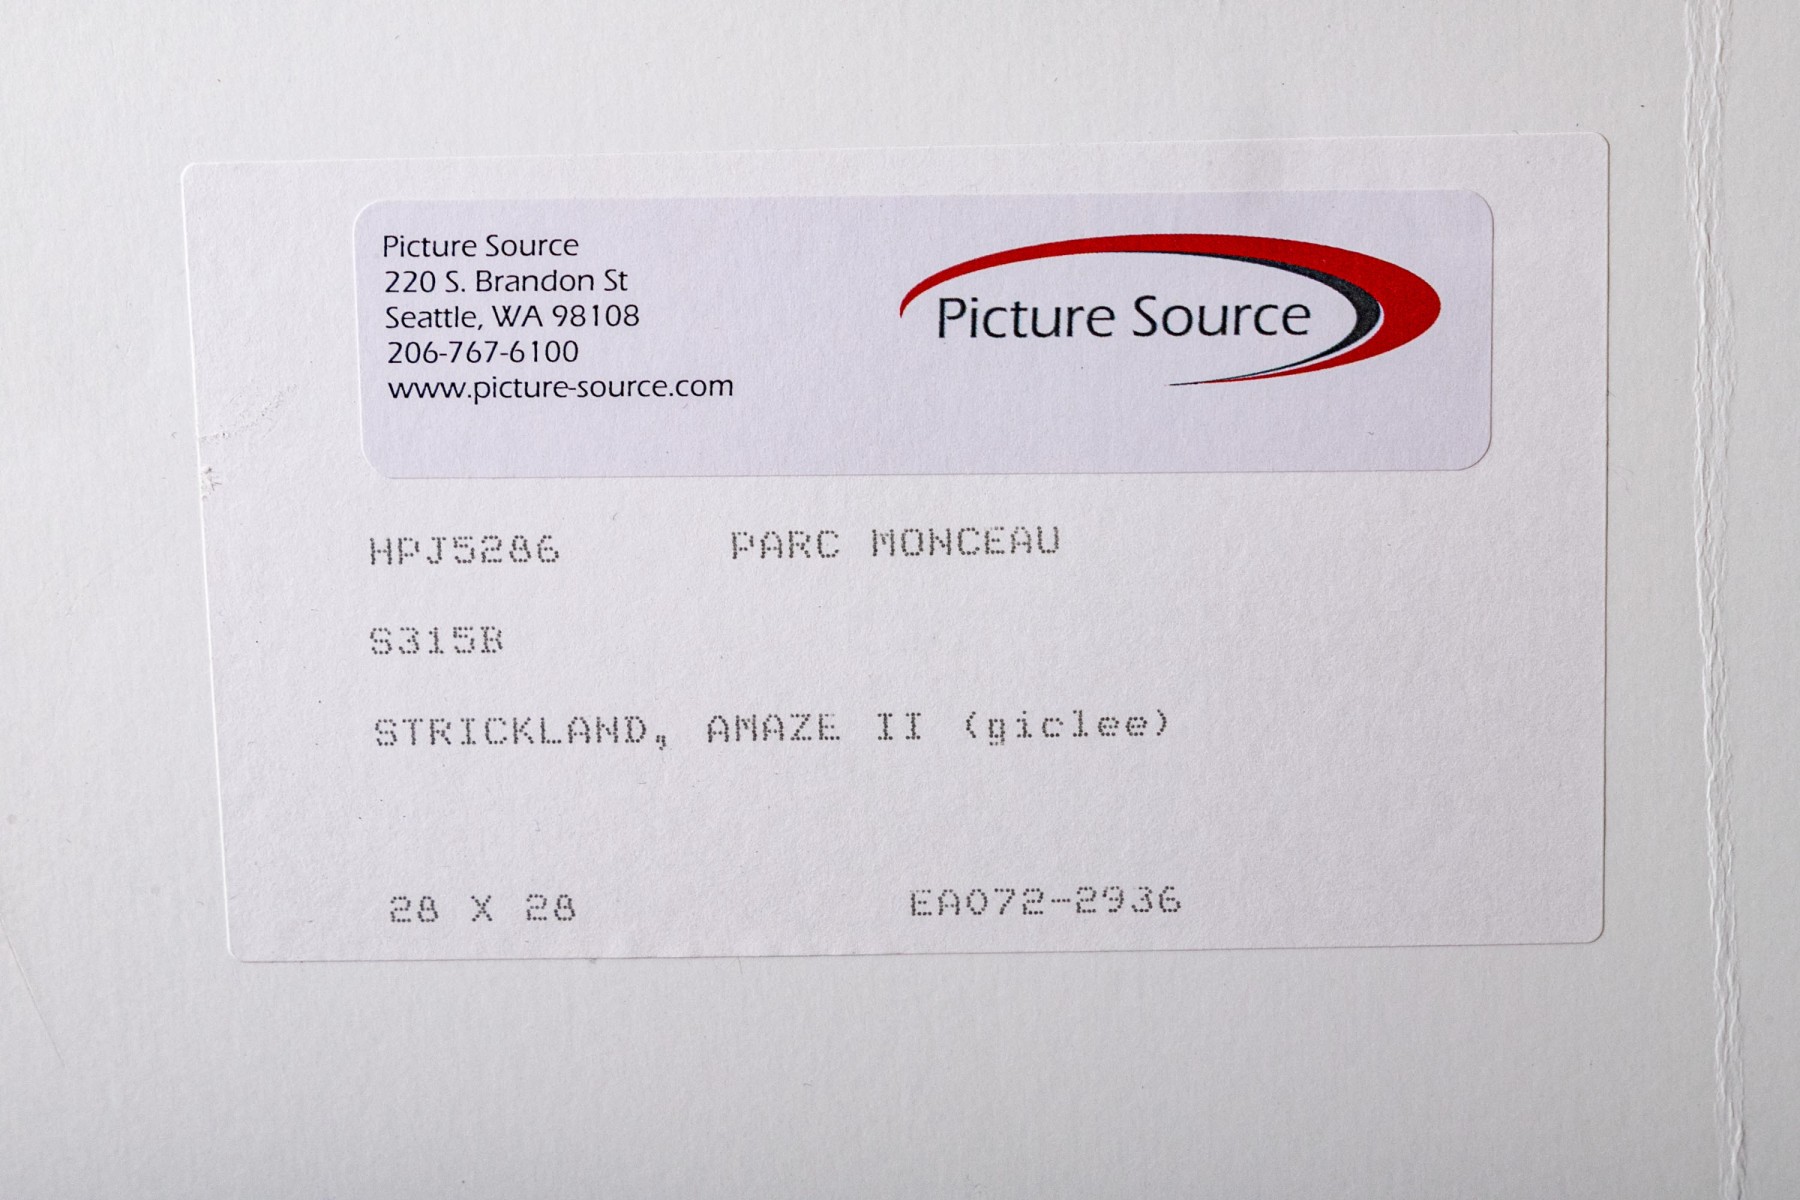 Picture Source
220 S. Brandon St
Seattle, WA 98108
206-767-6100
www.picture-source.com
Picture Source
HPJ5286 PARC MONCEAU
S315B
STRICKLAND, AMAZE II (giclee)
28 X 28 EA072-2936